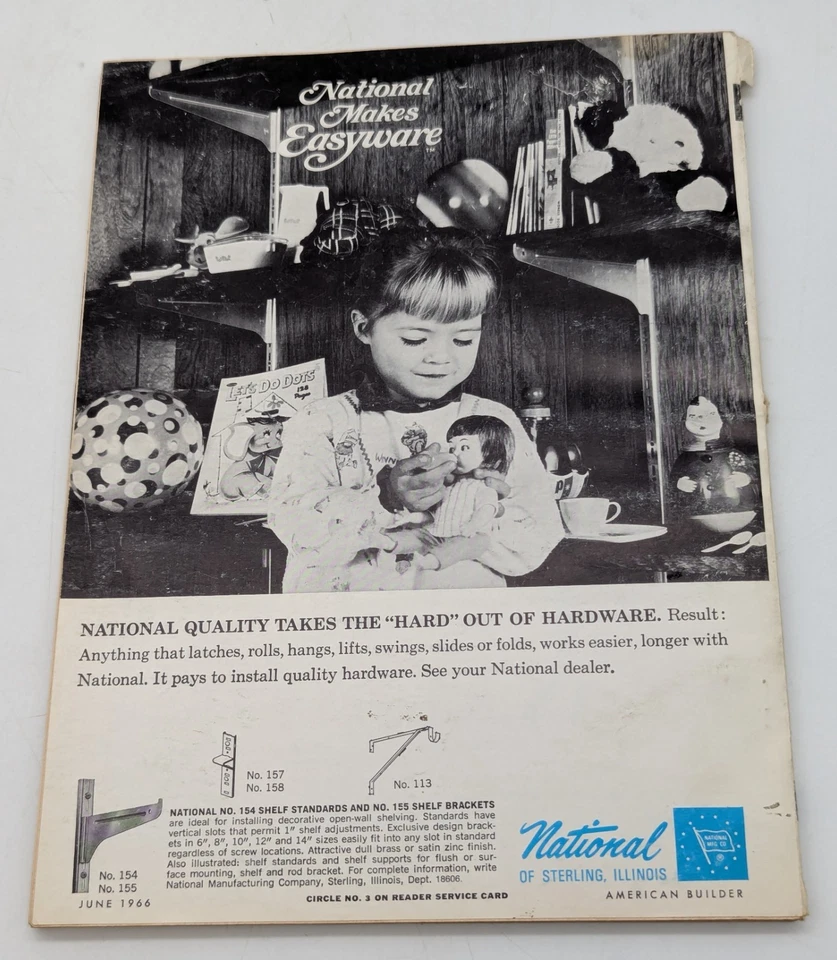 National
Makes
Easyware™
LET'S DO DOTS
128
Pages
NATIONAL QUALITY TAKES THE “HARD” OUT OF HARDWARE. Result:
Anything that latches, rolls, hangs, lifts, swings, slides or folds, works easier, longer with
National. It pays to install quality hardware. See your National dealer.
No. 157
No. 158
No. 113
No. 154
No. 155
NATIONAL NO. 154 SHELF STANDARDS AND NO. 155 SHELF BRACKETS
are ideal for installing decorative open-wall shelving. Standards have
vertical slots that permit 1" shelf adjustments. Exclusive design brack-
ets in 6", 8", 10", 12" and 14" sizes easily fit into any slot in standard
regardless of screw locations. Attractive dull brass or satin zinc finish.
Also illustrated: shelf standards and shelf supports for flush or sur-
face mounting, shelf and rod bracket. For complete information, write
National Manufacturing Company, Sterling, Illinois, Dept. 18606.
CIRCLE NO. 3 ON READER SERVICE CARD
National
OF STERLING, ILLINOIS
NATIONAL
MFG CO
JUNE 1966
AMERICAN BUILDER